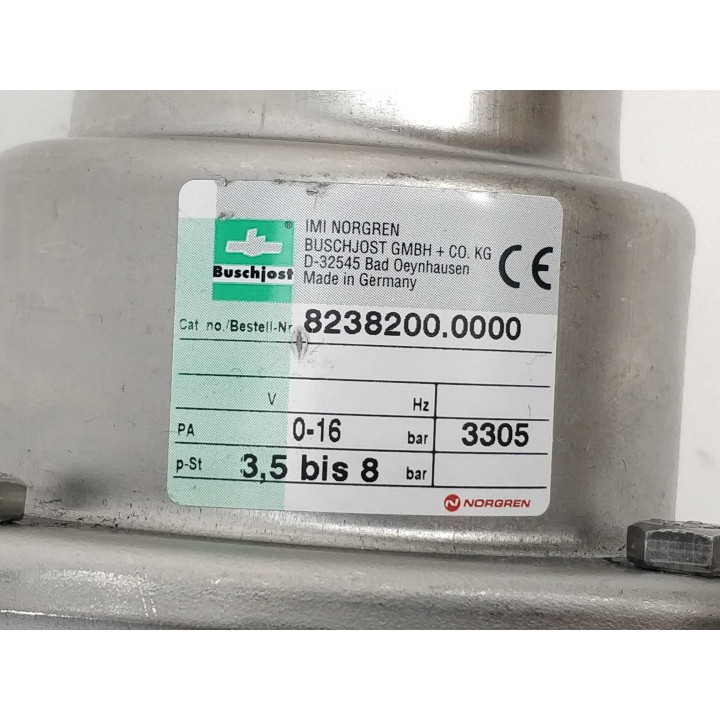 IMI NORGREN
BUSCHJOST GMBH + CO. KG
D-32545 Bad Oeynhausen
Made in Germany
CE
®
Buschjost
Cat no./Bestell-Nr. 8238200.0000
V Hz
PA 0-16 bar 3305
p-St 3,5 bis 8 bar
NORGREN